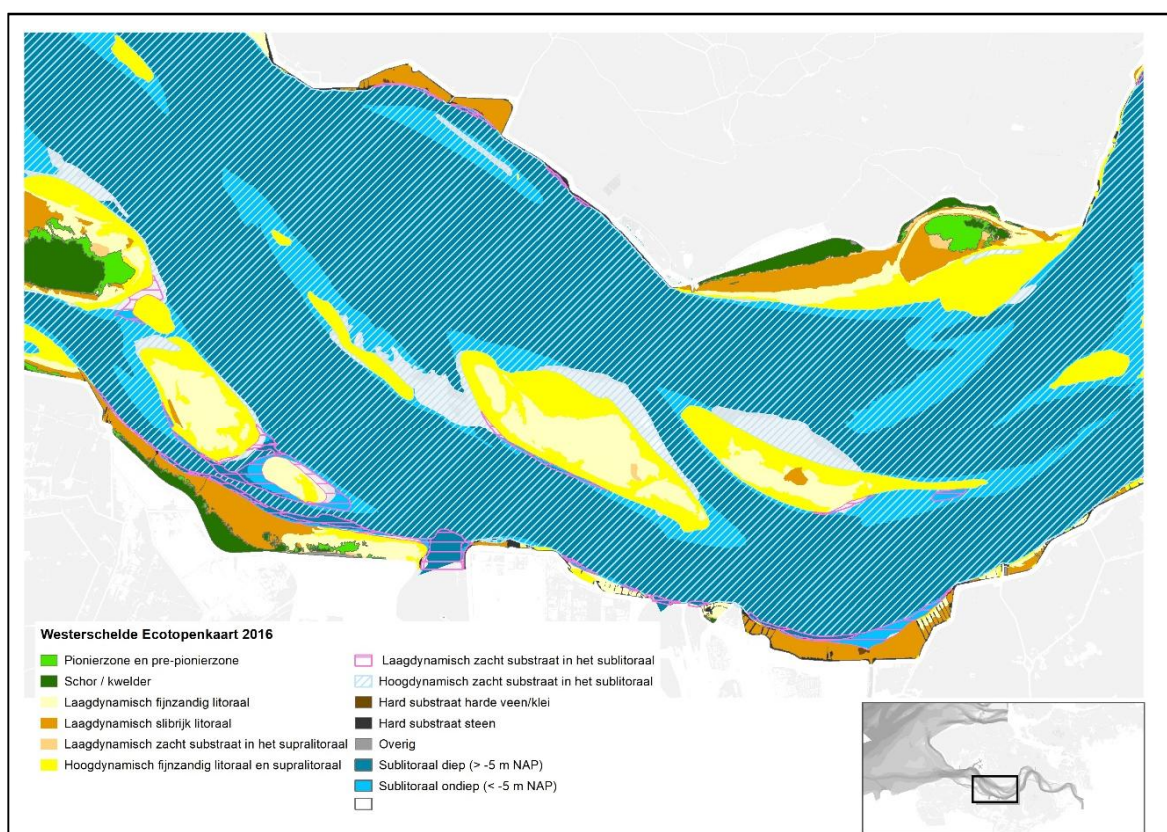 Westerschelde Ecotopenkaart 2016
Pionierzone en pre-pionierzone
Schor / kwelder
Laagdynamisch fijnzandig litoraal
Laagdynamisch slibrijk litoraal
Laagdynamisch zacht substraat in het supralitoraal
Hoogdynamisch fijnzandig litoraal en supralitoraal
Laagdynamisch zacht substraat in het sublitoraal
Hoogdynamisch zacht substraat in het sublitoraal
Hard substraat harde veen/klei
Hard substraat steen
Overig
Sublitoraal diep (> -5 m NAP)
Sublitoraal ondiep (< -5 m NAP)